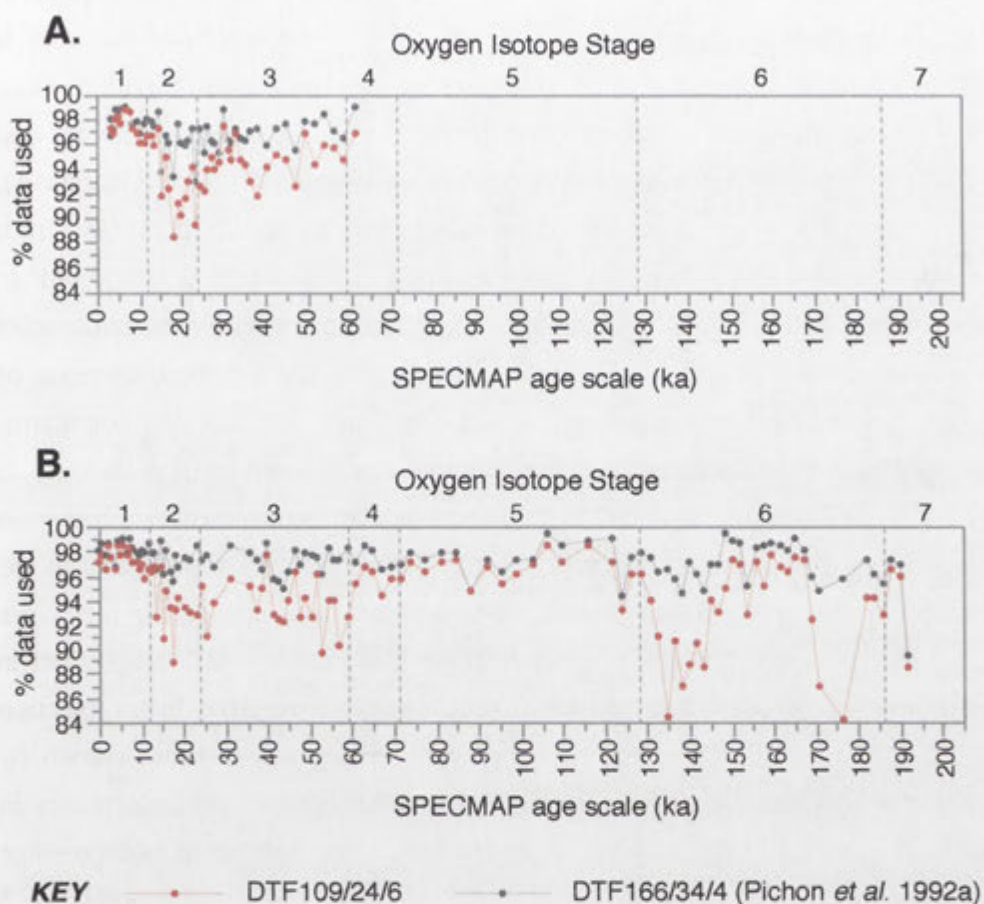 A.
Oxygen Isotope Stage
1 2 3 4 5 6 7
% data used
100
98
96
94
92
90
88
86
84
0 10 20 30 40 50 60 70 80 90 100 110 120 130 140 150 160 170 180 190 200
SPECMAP age scale (ka)
B.
Oxygen Isotope Stage
1 2 3 4 5 6 7
% data used
100
98
96
94
92
90
88
86
84
0 10 20 30 40 50 60 70 80 90 100 110 120 130 140 150 160 170 180 190 200
SPECMAP age scale (ka)
KEY DTF109/24/6 DTF166/34/4 (Pichon et al. 1992a)